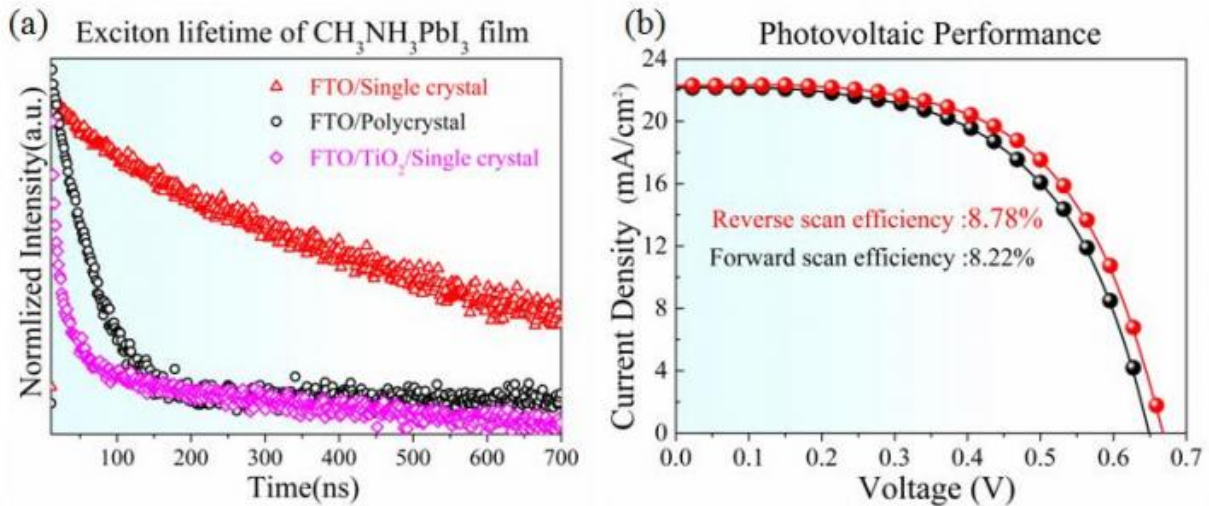 (a) Exciton lifetime of CH₃NH₃PbI₃ film
Normlized Intensity(a.u.)
FTO/Single crystal
FTO/Polycrystal
FTO/TiO₂/Single crystal
100 200 300 400 500 600 700
Time(ns)
(b) Photovoltaic Performance
Current Density (mA/cm²)
24
20
16
12
8
4
0
Reverse scan efficiency :8.78%
Forward scan efficiency :8.22%
0.0 0.1 0.2 0.3 0.4 0.5 0.6 0.7
Voltage (V)